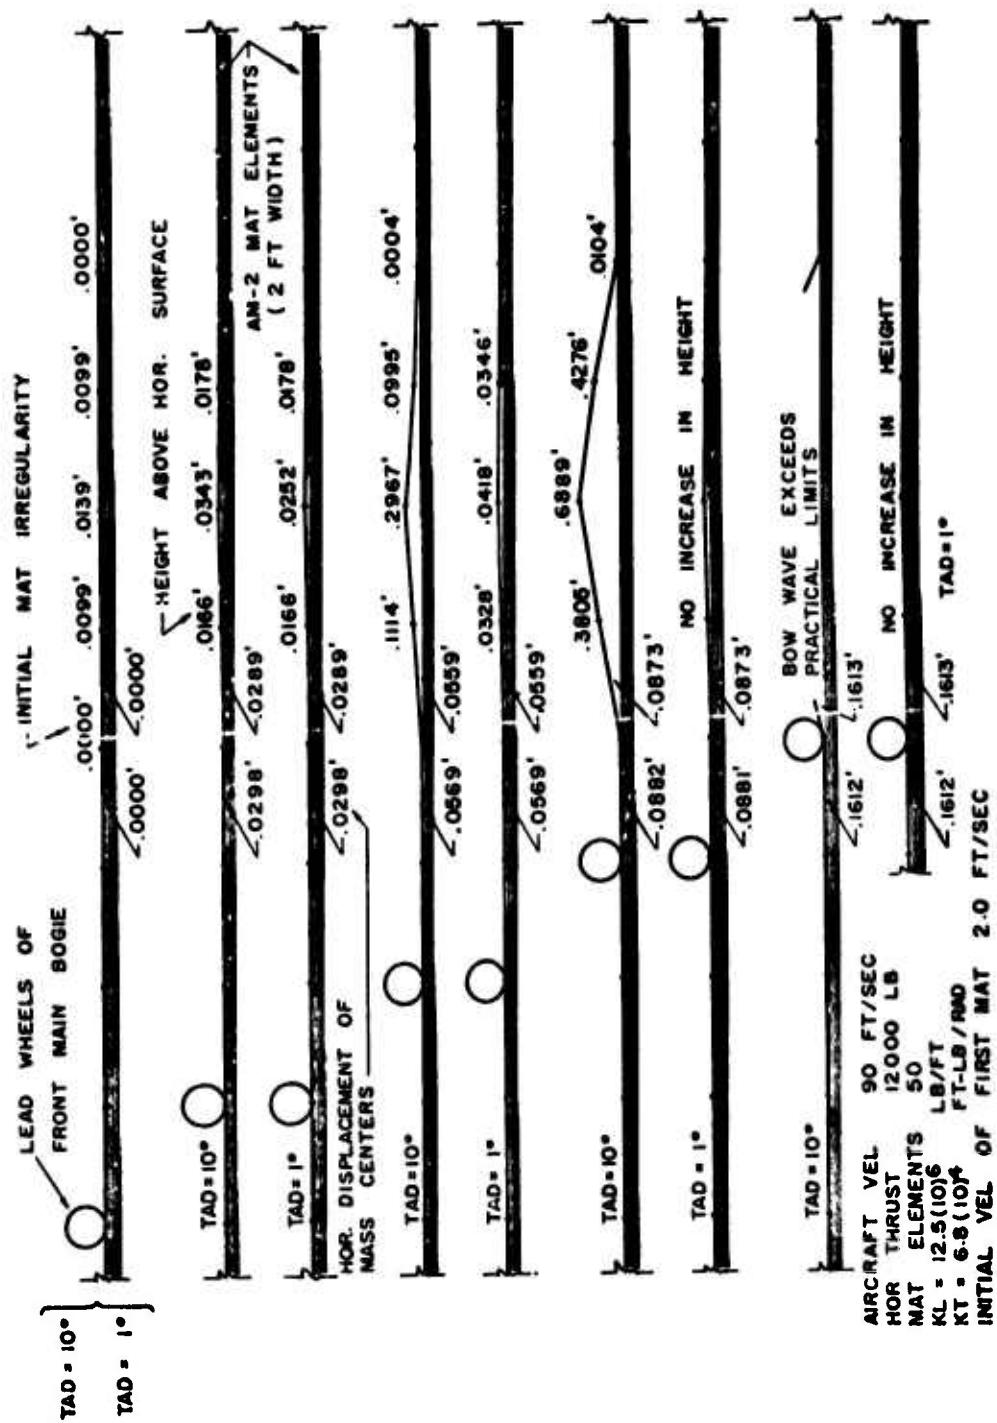 INITIAL MAT IRREGULARITY
LEAD WHEELS OF
FRONT MAIN BOGIE
TAD = 10°
TAD = 1°
.0000' .0099' .0139' .0099' .0000'
.0000' .0000'
HEIGHT ABOVE HOR. SURFACE
TAD = 10°
.0166' .0343' .0178'
.0298' .0289'
AM-2 MAT ELEMENTS
( 2 FT WIDTH )
TAD = 1°
.0166' .0252' .0178'
.0298' .0289'
HOR. DISPLACEMENT OF
MASS CENTERS
TAD = 10°
.1114' .2967' .0995' .0004'
.0569' .0559'
TAD = 1°
.0328' .0418' .0346'
.0569' .0559'
TAD = 10°
.3805' .6889' .4276' .0104'
.0882' .0873'
TAD = 1°
NO INCREASE IN HEIGHT
.0881' .0873'
TAD = 10°
BOW WAVE EXCEEDS
PRACTICAL LIMITS
.1612' .1613'
NO INCREASE IN HEIGHT
.1612' .1613' TAD = 1°
AIRCRAFT VEL 90 FT/SEC
HOR THRUST 12000 LB
MAT ELEMENTS 50
KL = 12.5(10)6 LB/FT
KT = 6.8(10)4 FT-LB/RAD
INITIAL VEL OF FIRST MAT 2.0 FT/SEC